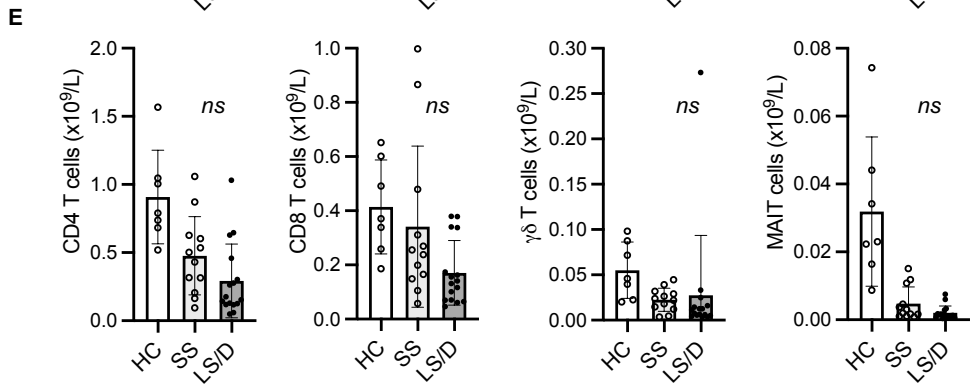 E
CD4 T cells (x10⁹/L)
2.0
1.5
1.0
0.5
0.0
ns
HC
SS
LS/D
CD8 T cells (x10⁹/L)
1.0
0.8
0.6
0.4
0.2
0.0
ns
HC
SS
LS/D
γδ T cells (x10⁹/L)
0.30
0.25
0.20
0.15
0.10
0.05
0.00
ns
HC
SS
LS/D
MAIT cells (x10⁹/L)
0.08
0.06
0.04
0.02
0.00
ns
HC
SS
LS/D